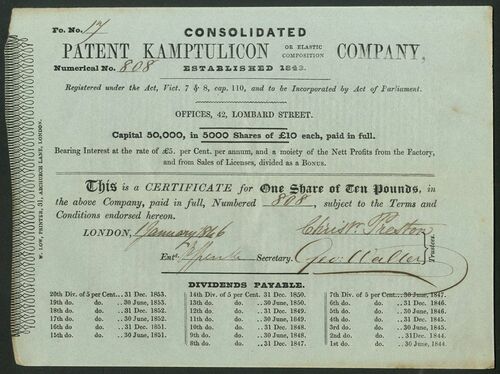 Fo. No. 17
CONSOLIDATED
PATENT KAMPTULICON OR ELASTIC COMPOSITION COMPANY,
Numerical No. 808 ESTABLISHED 1843.
Registered under the Act, Vict. 7 & 8, cap. 110, and to be Incorporated by Act of Parliament.
OFFICES, 42, LOMBARD STREET.
Capital 50,000, in 5000 Shares of £10 each, paid in full.
Bearing Interest at the rate of £5. per Cent. per annum, and a moiety of the Nett Profits from the Factory,
and from Sales of Licenses, divided as a BONUS.
This is a CERTIFICATE for One Share of Ten Pounds, in
the above Company, paid in full, Numbered 808, subject to the Terms and
Conditions endorsed hereon.
LONDON, 1 January 1846 Christr Preston
Entd. Secretary. Geo: Walter Trustees.
DIVIDENDS PAYABLE.
20th Div. of 5 per Cent...31 Dec. 1853. 14th Div. of 5 per Cent. 31 Dec. 1850. 7th Div. of 5 per Cent...30 June, 1847.
19th do. do. ..30 June, 1853. 13th do. do. ..30 June, 1850. 6th do. do. ..31 Dec. 1846.
18th do. do. ..31 Dec. 1852. 12th do. do. ..31 Dec. 1849. 5th do. do. ..30 June, 1846.
17th do. do. ..30 June, 1852. 11th do. do. ..30 June, 1849. 4th do. do. ..31 Dec. 1845.
16th do. do. ..31 Dec. 1851. 10th do. do. ..31 Dec. 1848. 3rd do. do. ..30 June, 1845.
15th do. do. ..30 June, 1851. 9th do. do. ..30 June, 1848. 2nd do. do. ..31 Dec. 1844.
8th do. do. ..31 Dec. 1847. 1st do. do. ..30 June, 1844.
W. LOW, PRINTER, 31, ABCHURCH LANE, LONDON.